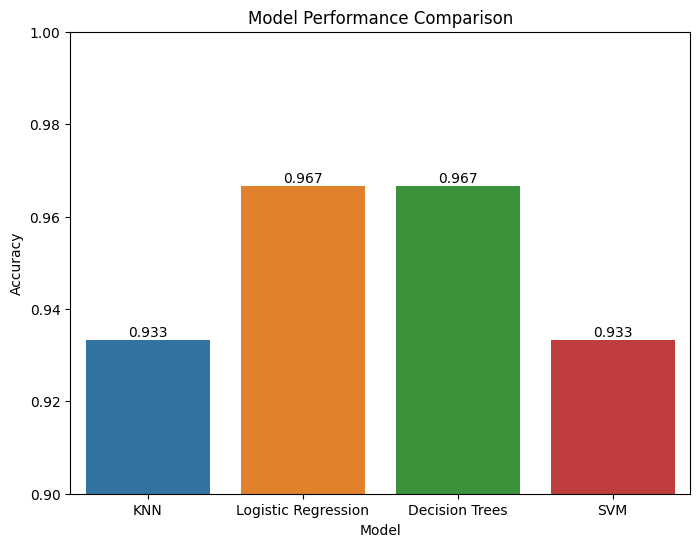 Model Performance Comparison
1.00
0.98
0.96
0.94
0.92
0.90
Accuracy
0.933
0.967
0.967
0.933
KNN
Logistic Regression
Decision Trees
SVM
Model